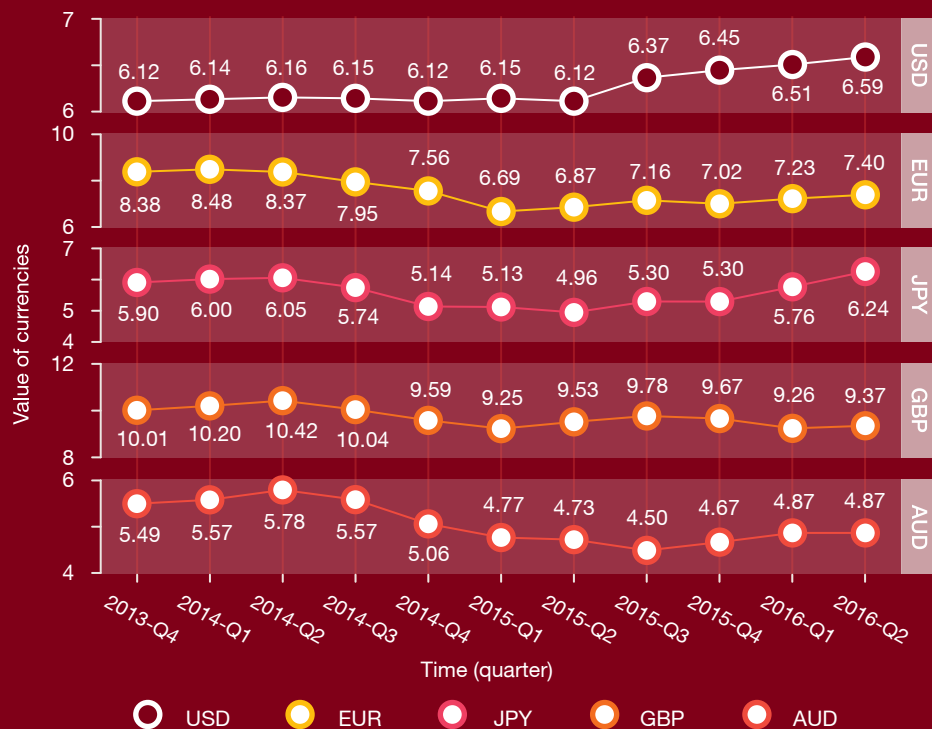 7
6.12 6.14 6.16 6.15 6.12 6.15 6.12 6.37 6.45 6.51 6.59
6
USD
10
8.38 8.48 8.37 7.95 7.56 6.69 6.87 7.16 7.02 7.23 7.40
6
EUR
7
5.90 6.00 6.05 5.74 5.14 5.13 4.96 5.30 5.30 5.76 6.24
5
4
JPY
12
10.01 10.20 10.42 10.04 9.59 9.25 9.53 9.78 9.67 9.26 9.37
8
GBP
6
5.49 5.57 5.78 5.57 5.06 4.77 4.73 4.50 4.67 4.87 4.87
4
AUD
Value of currencies
2013-Q4 2014-Q1 2014-Q2 2014-Q3 2014-Q4 2015-Q1 2015-Q2 2015-Q3 2015-Q4 2016-Q1 2016-Q2
Time (quarter)
USD EUR JPY GBP AUD